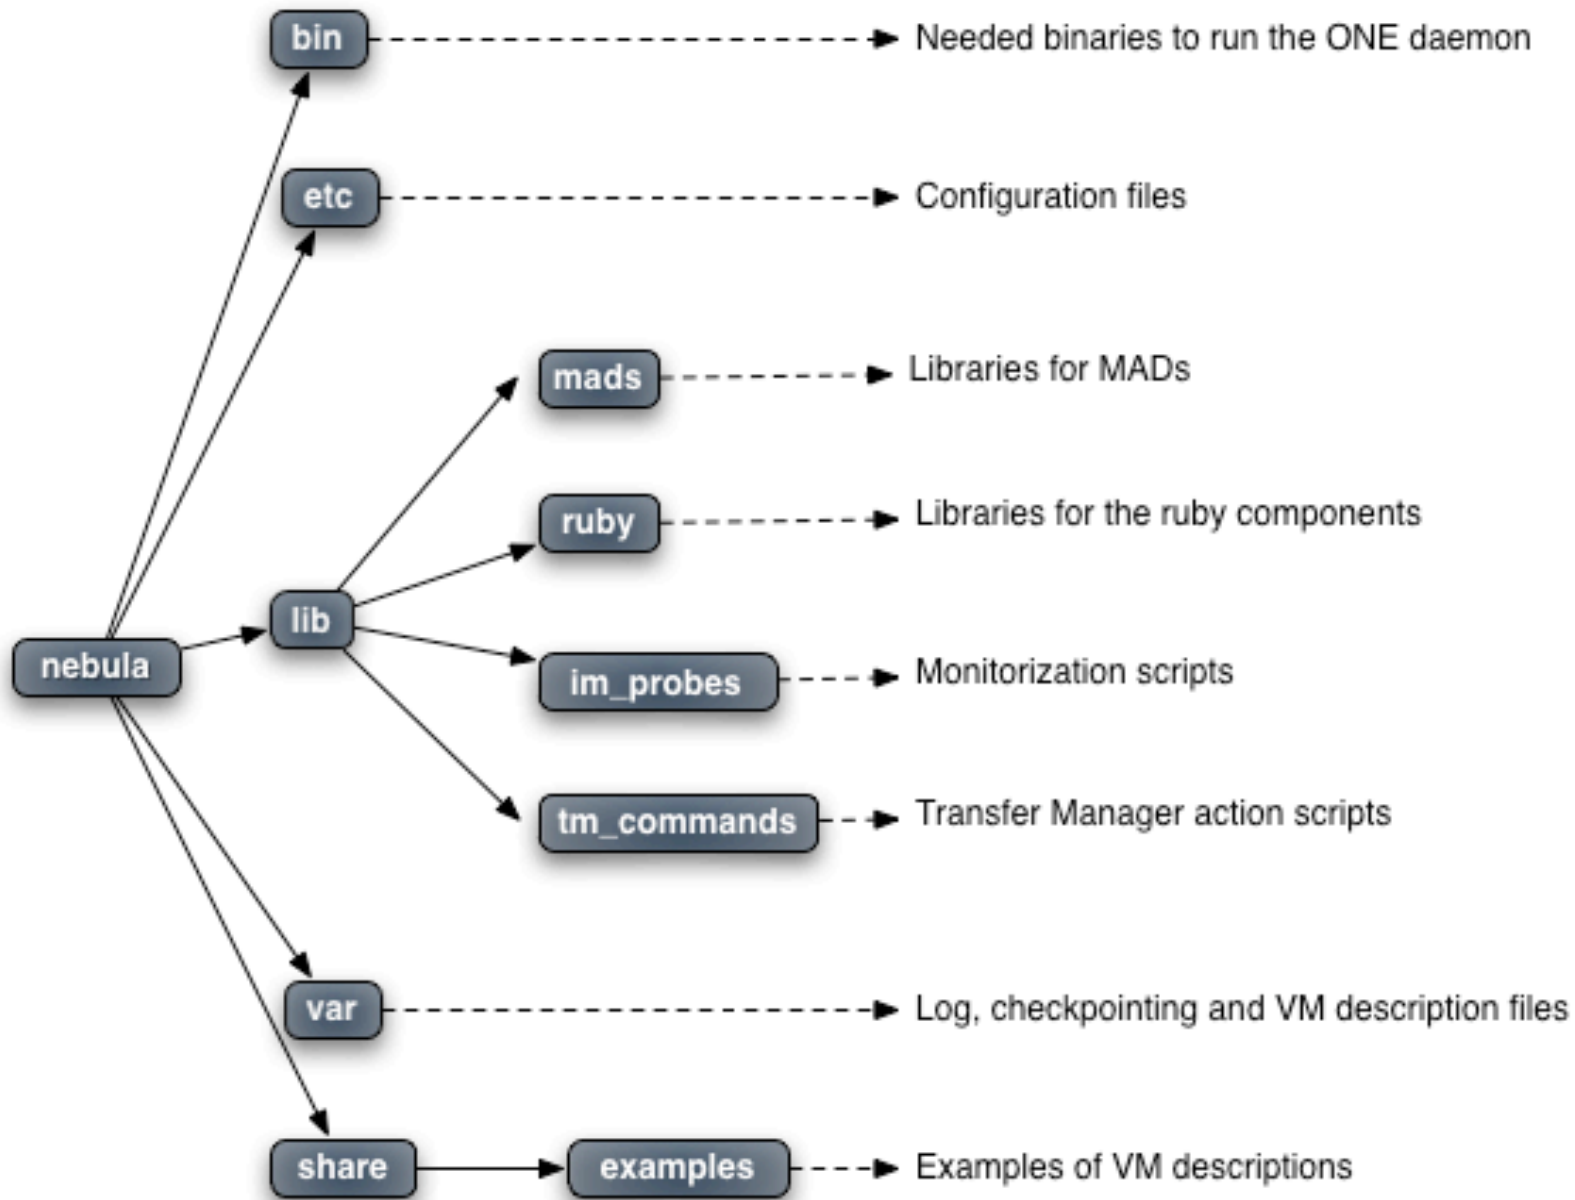 bin
Needed binaries to run the ONE daemon
etc
Configuration files
mads
Libraries for MADs
ruby
Libraries for the ruby components
lib
nebula
im_probes
Monitorization scripts
tm_commands
Transfer Manager action scripts
var
Log, checkpointing and VM description files
share
examples
Examples of VM descriptions